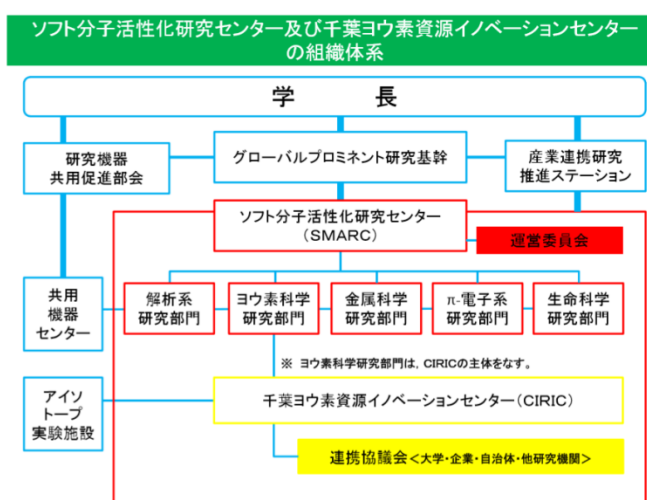 ソフト分子活性化研究センター及び千葉ヨウ素資源イノベーションセンター
の組織体系
学 長
研究機器
共用促進部会
グローバルプロミネント研究基幹
産業連携研究
推進ステーション
ソフト分子活性化研究センター
(SMARC)
運営委員会
共用
機器
センター
解析系
研究部門
ヨウ素科学
研究部門
金属科学
研究部門
π-電子系
研究部門
生命科学
研究部門
※ ヨウ素科学研究部門は，CIRICの主体をなす。
アイソ
トープ
実験施設
千葉ヨウ素資源イノベーションセンター(CIRIC)
連携協議会<大学・企業・自治体・他研究機関>